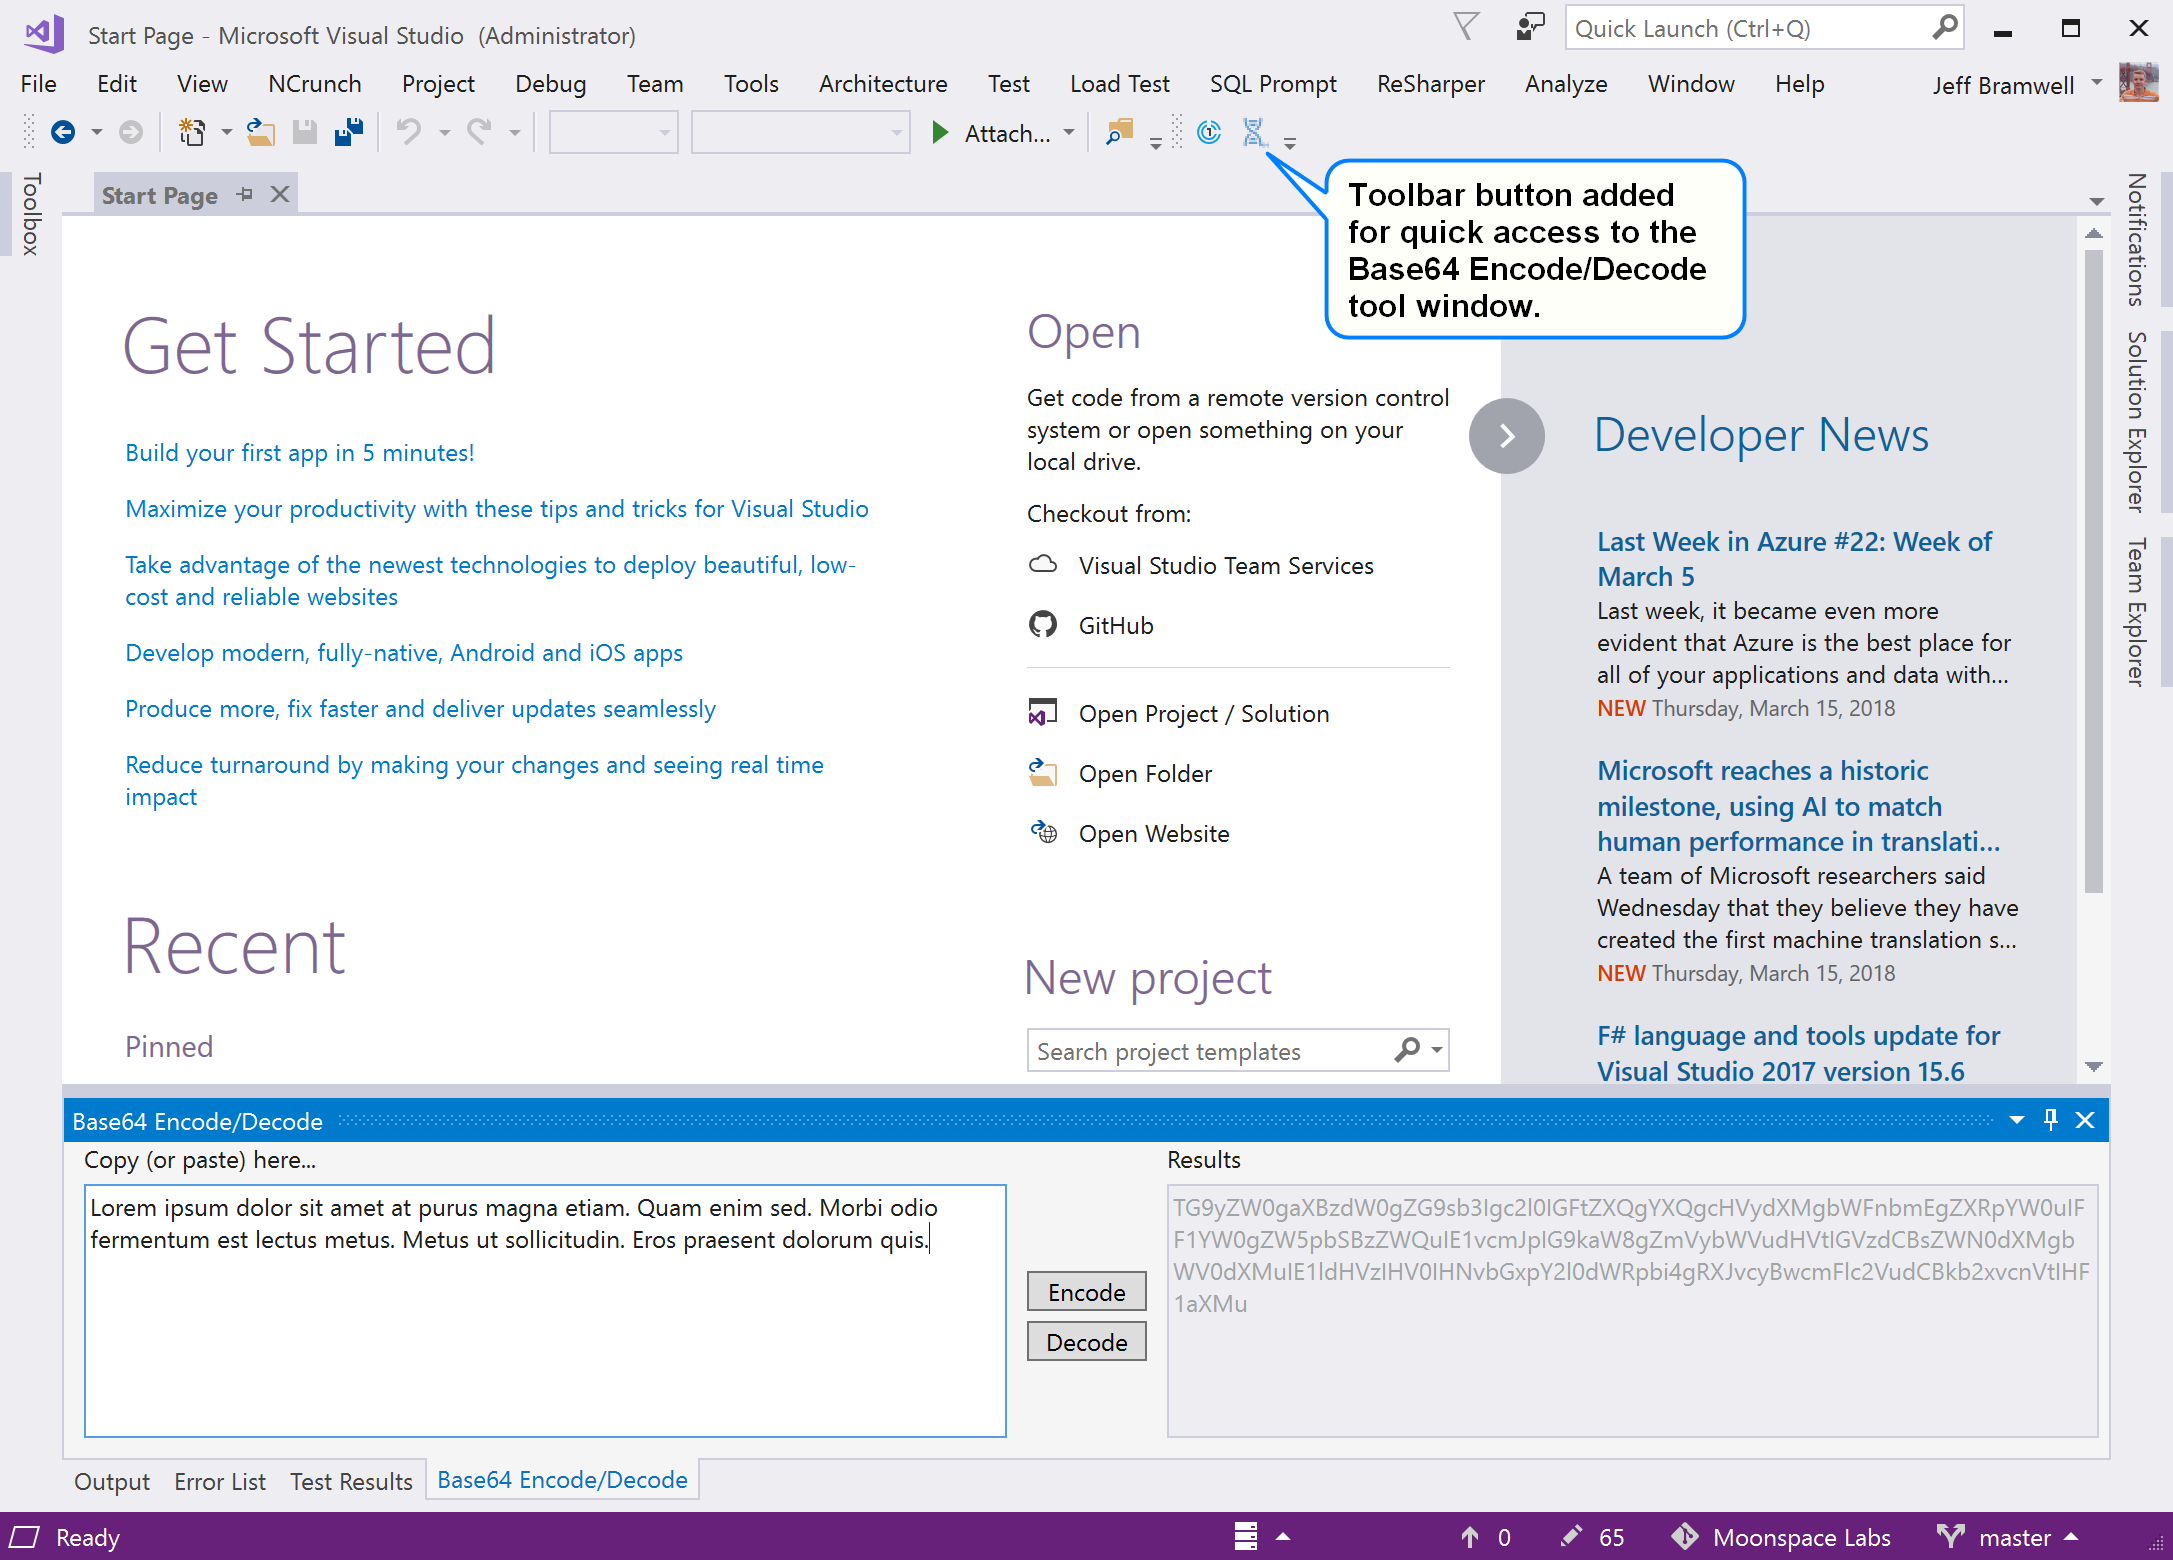 Start Page - Microsoft Visual Studio (Administrator)
Quick Launch (Ctrl+Q)
File Edit View NCrunch Project Debug Team Tools Architecture Test Load Test SQL Prompt ReSharper Analyze Window Help Jeff Bramwell
Attach...
Toolbox
Start Page
Toolbar button added
for quick access to the
Base64 Encode/Decode
tool window.
Notifications
Solution Explorer
Team Explorer
Get Started
Build your first app in 5 minutes!
Maximize your productivity with these tips and tricks for Visual Studio
Take advantage of the newest technologies to deploy beautiful, low-
cost and reliable websites
Develop modern, fully-native, Android and iOS apps
Produce more, fix faster and deliver updates seamlessly
Reduce turnaround by making your changes and seeing real time
impact
Recent
Pinned
Open
Get code from a remote version control
system or open something on your
local drive.
Checkout from:
Visual Studio Team Services
GitHub
Open Project / Solution
Open Folder
Open Website
New project
Search project templates
Developer News
Last Week in Azure #22: Week of
March 5
Last week, it became even more
evident that Azure is the best place for
all of your applications and data with...
NEW Thursday, March 15, 2018
Microsoft reaches a historic
milestone, using AI to match
human performance in translati...
A team of Microsoft researchers said
Wednesday that they believe they have
created the first machine translation s...
NEW Thursday, March 15, 2018
F# language and tools update for
Visual Studio 2017 version 15.6
Base64 Encode/Decode
Copy (or paste) here...
Lorem ipsum dolor sit amet at purus magna etiam. Quam enim sed. Morbi odio
fermentum est lectus metus. Metus ut sollicitudin. Eros praesent dolorum quis.
Encode
Decode
Results
TG9yZW0gaXBzdW0gZG9sb3Igc2l0IGFtZXQgYXQgcHVydXMgbWFnbmEgZXRpYW0uIF
F1YW0gZW5pbSBzZWQuIE1vcmJpIG9kaW8gZmVybWVudHVtIGVzdCBsZWN0dXMgb
WV0dXMuIE1ldHVzIHV0IHNvbGxpY2l0dWRpbi4gRXJvcyBwcmFlc2VudCBkb2xvcnVtIHF
1aXMu
Output Error List Test Results Base64 Encode/Decode
Ready 0 65 Moonspace Labs master